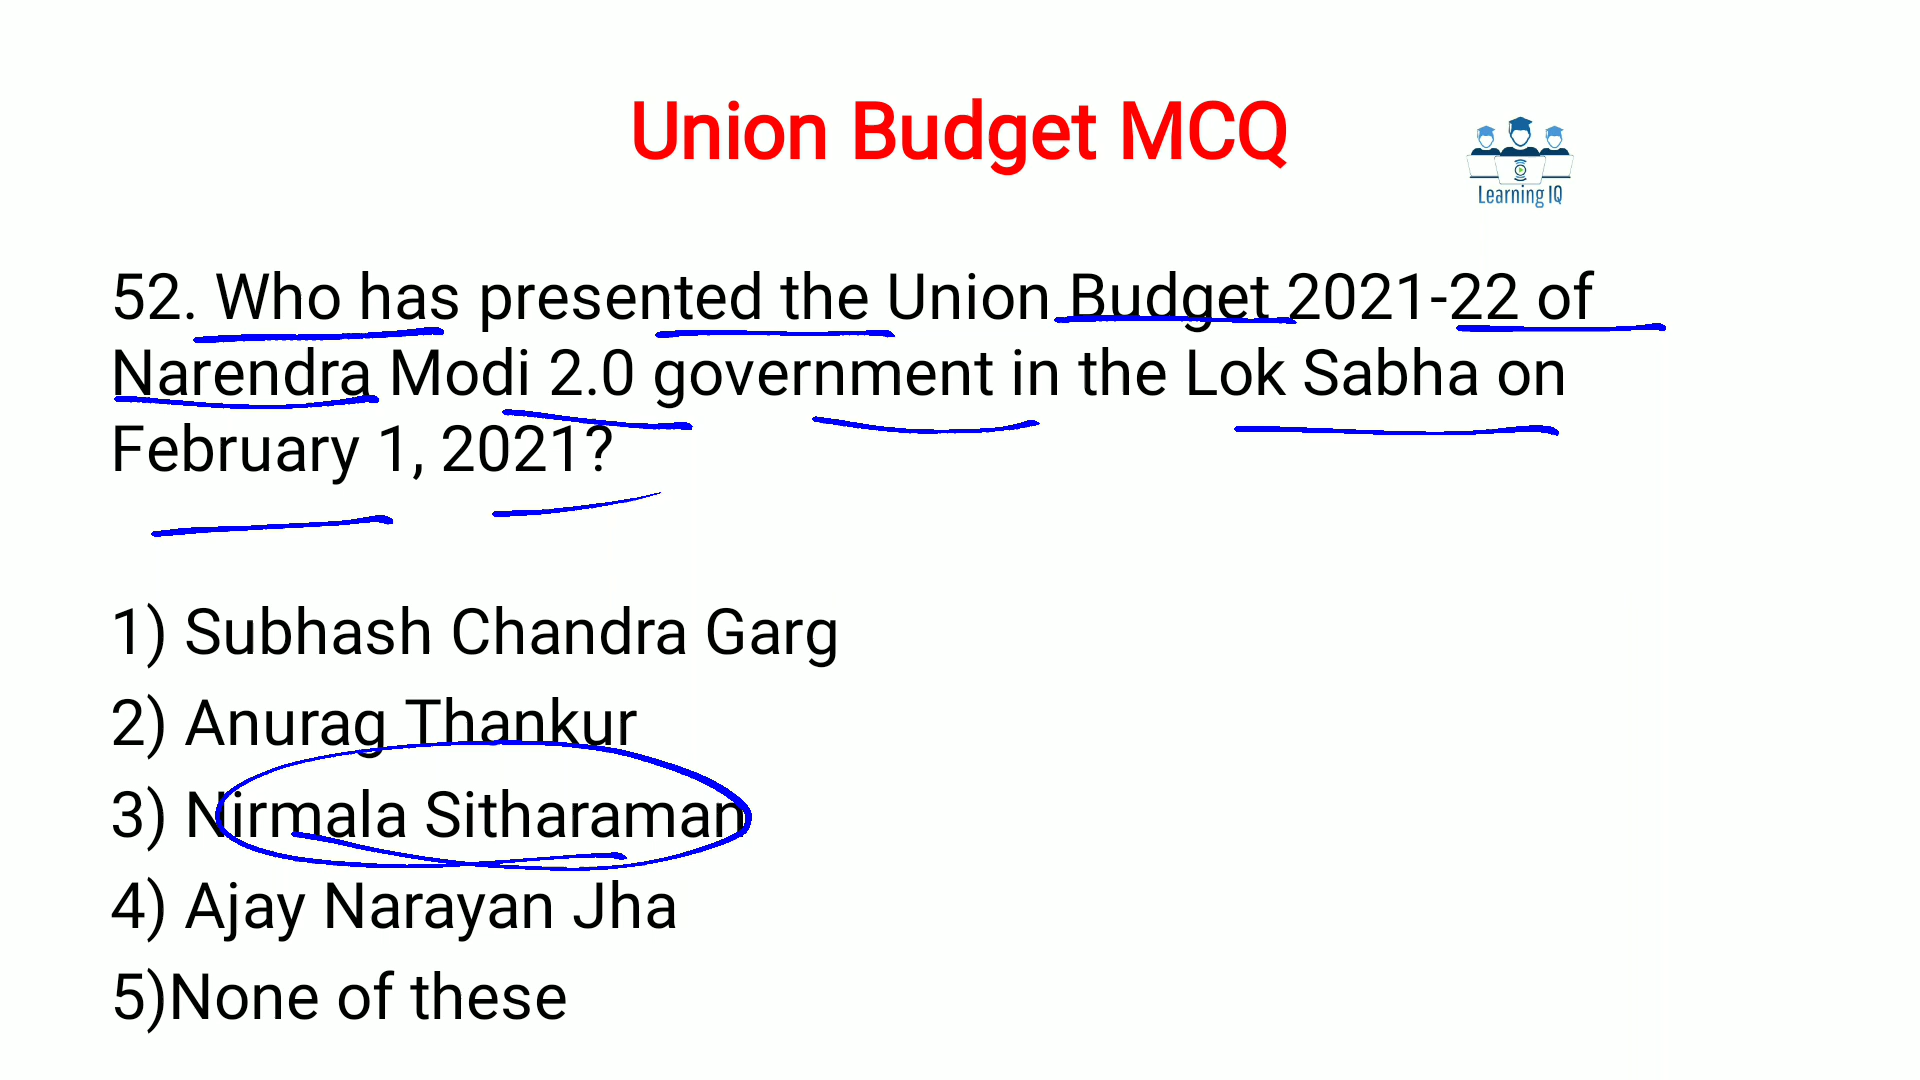 Union Budget MCQ
Learning IQ
52. Who has presented the Union Budget 2021-22 of
Narendra Modi 2.0 government in the Lok Sabha on
February 1, 2021?
1) Subhash Chandra Garg
2) Anurag Thankur
3) Nirmala Sitharaman
4) Ajay Narayan Jha
5)None of these